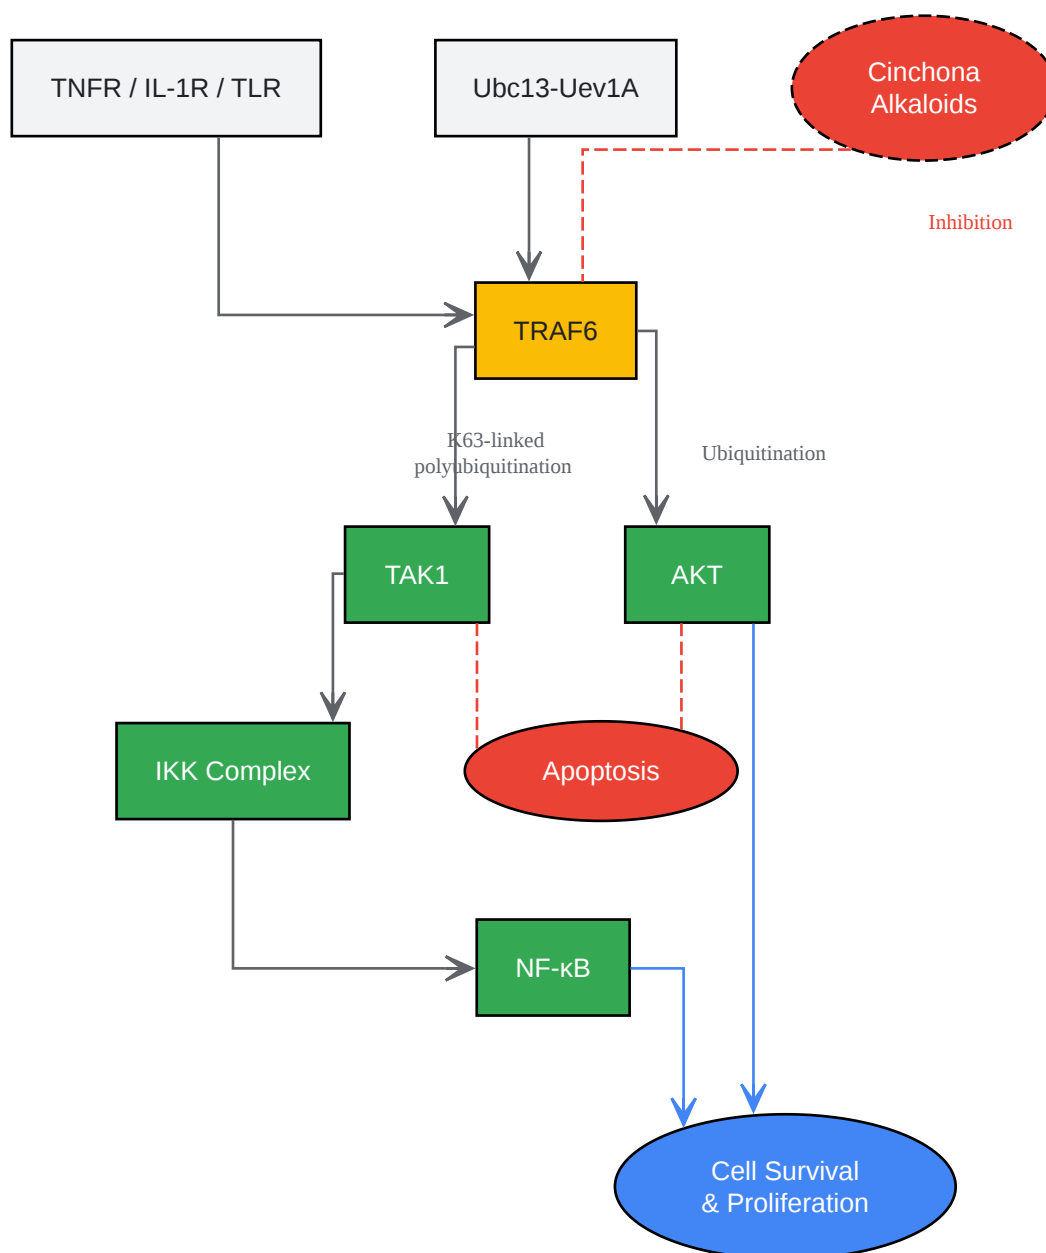 TNFR / IL-1R / TLR
Ubc13-Uev1A
Cinchona
Alkaloids
Inhibition
TRAF6
K63-linked
polyubiquitination
Ubiquitination
TAK1
AKT
IKK Complex
Apoptosis
NF-κB
Cell Survival
& Proliferation